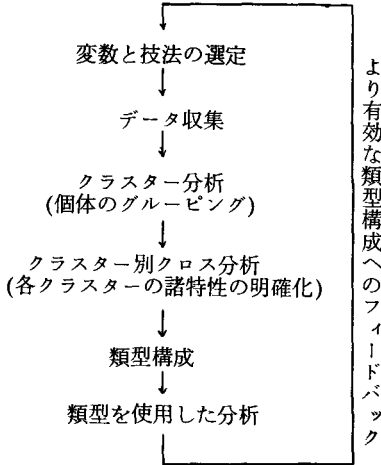 変数と技法の選定
データ収集
クラスター分析
(個体のグルーピング)
クラスター別クロス分析
(各クラスターの諸特性の明確化)
類型構成
類型を使用した分析
より有効な類型構成へのフィードバック